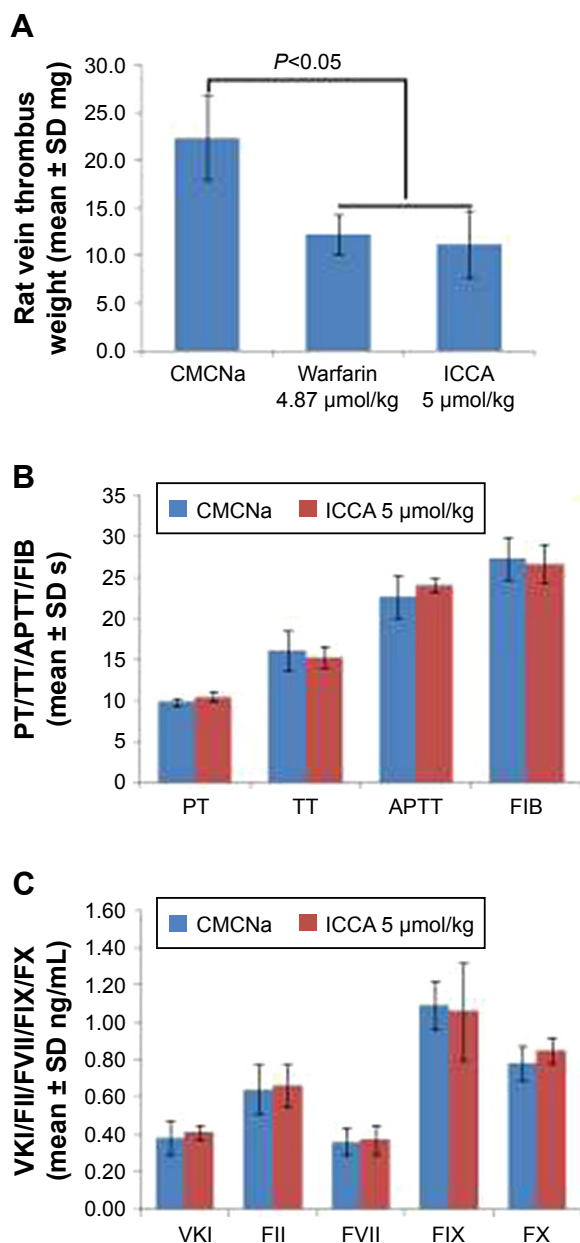 A
P<0.05
Rat vein thrombus
weight (mean ± SD mg)
30.0
25.0
20.0
15.0
10.0
5.0
0.0
CMCNa
Warfarin
4.87 µmol/kg
ICCA
5 µmol/kg
B
CMCNa
ICCA 5 µmol/kg
PT/TT/APTT/FIB
(mean ± SD s)
35
30
25
20
15
10
5
0
PT
TT
APTT
FIB
C
CMCNa
ICCA 5 µmol/kg
VKI/FII/FVII/FIX/FX
(mean ± SD ng/mL)
1.60
1.40
1.20
1.00
0.80
0.60
0.40
0.20
0.00
VKI
FII
FVII
FIX
FX